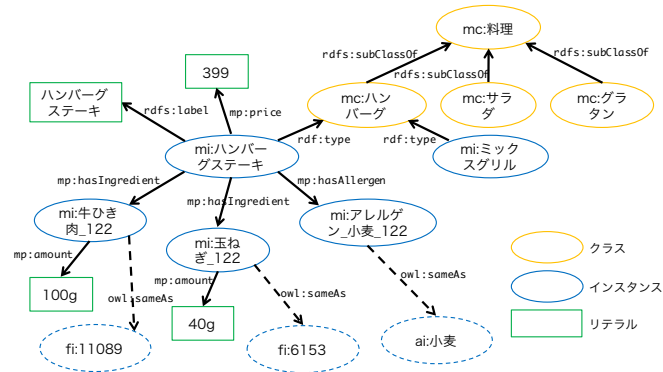 mc:料理
rdfs:subClassOf
rdfs:subClassOf
rdfs:subClassOf
399
ハンバーグ
ステーキ
rdfs:label
mp:price
mc:ハン
バーグ
mc:サラ
ダ
mc:グラ
タン
mi:ハンバー
グステーキ
rdf:type
rdf:type
mi:ミック
スグリル
mp:hasIngredient
mp:hasIngredient
mp:hasAllergen
mi:牛ひき
肉_122
mi:玉ね
ぎ_122
mi:アレルゲ
ン_小麦_122
mp:amount
mp:amount
owl:sameAs
owl:sameAs
owl:sameAs
100g
40g
fi:11089
fi:6153
ai:小麦
クラス
インスタンス
リテラル